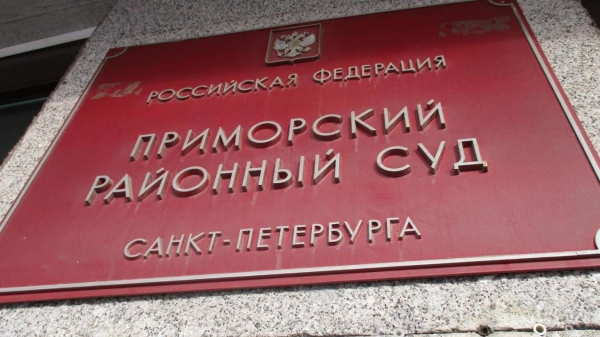 РОССИЙСКАЯ ФЕДЕРАЦИЯ
ПРИМОРСКИЙ
РАЙОННЫЙ СУД
САНКТ-ПЕТЕРБУРГА